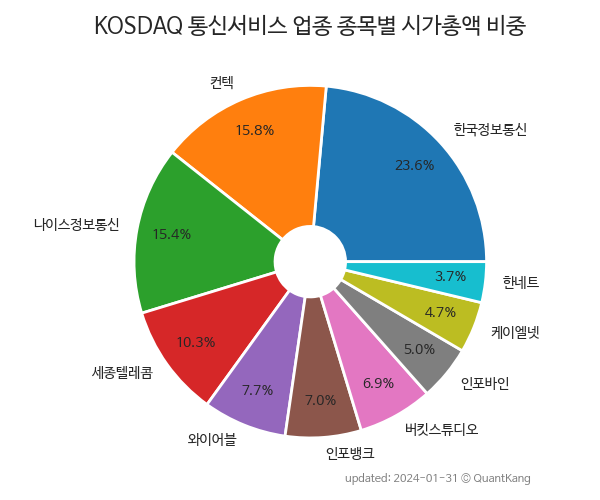 KOSDAQ 통신서비스 업종 종목별 시가총액 비중
컨텍
15.8%
한국정보통신
23.6%
나이스정보통신
15.4%
한네트
3.7%
케이엘넷
4.7%
세종텔레콤
10.3%
인포바인
5.0%
와이어블
7.7%
버킷스튜디오
6.9%
인포뱅크
7.0%
updated: 2024-01-31 © QuantKang